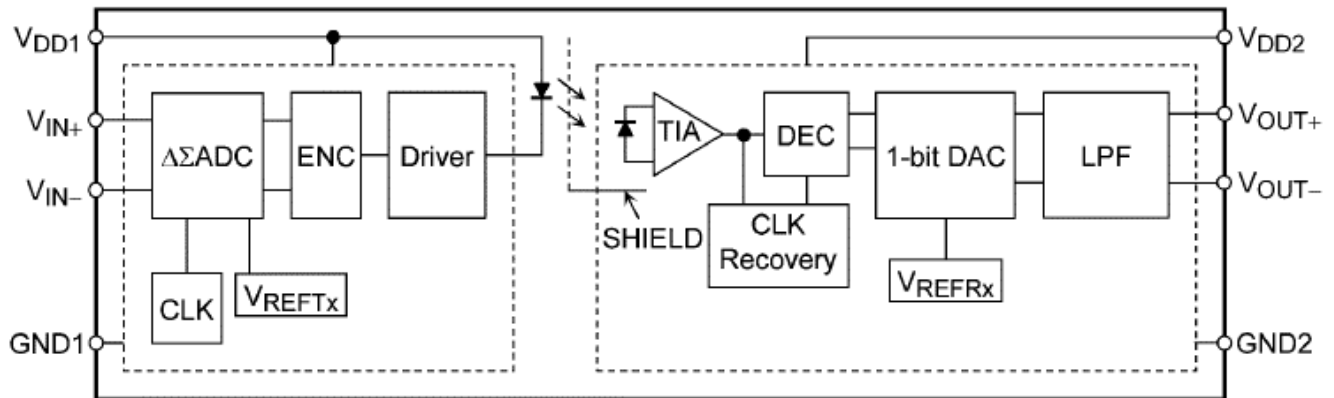 VDD1
VDD2
VIN+
ΔΣADC
ENC
Driver
TIA
DEC
1-bit DAC
LPF
VOUT+
VIN−
VOUT−
SHIELD
CLK
Recovery
CLK
VREFTx
VREFRx
GND1
GND2